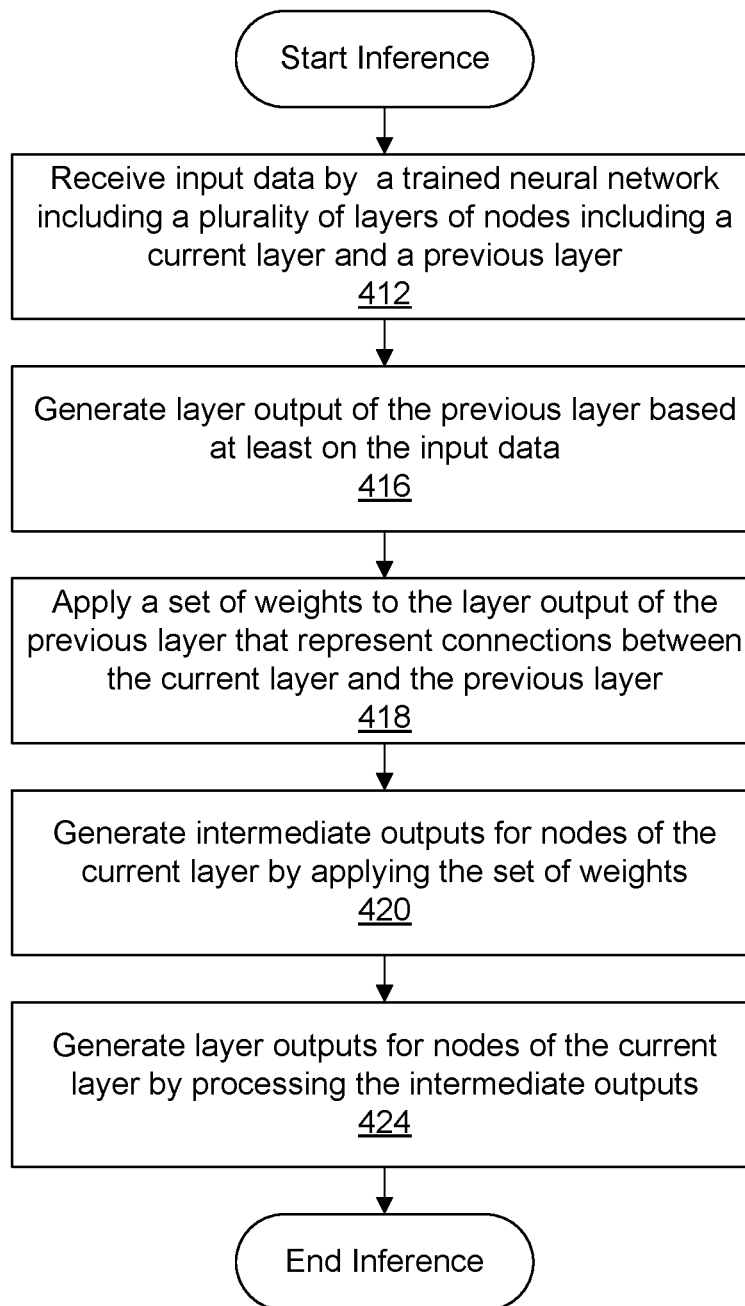 Start Inference
Receive input data by a trained neural network
including a plurality of layers of nodes including a
current layer and a previous layer
412
Generate layer output of the previous layer based
at least on the input data
416
Apply a set of weights to the layer output of the
previous layer that represent connections between
the current layer and the previous layer
418
Generate intermediate outputs for nodes of the
current layer by applying the set of weights
420
Generate layer outputs for nodes of the current
layer by processing the intermediate outputs
424
End Inference